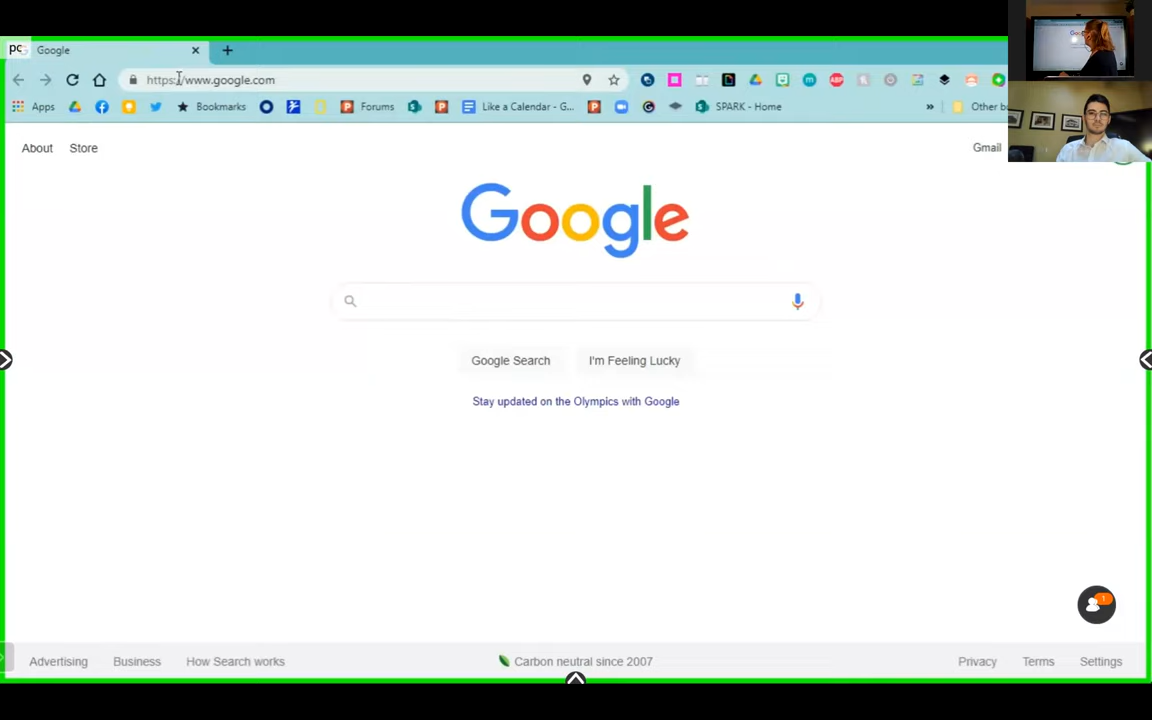 Google
https://www.google.com
Apps
Bookmarks
Forums
Like a Calendar - G...
SPARK - Home
»
Other b
About Store
Gmail
Google
Google Search
I'm Feeling Lucky
Stay updated on the Olympics with Google
Advertising Business How Search works
Carbon neutral since 2007
Privacy Terms Settings